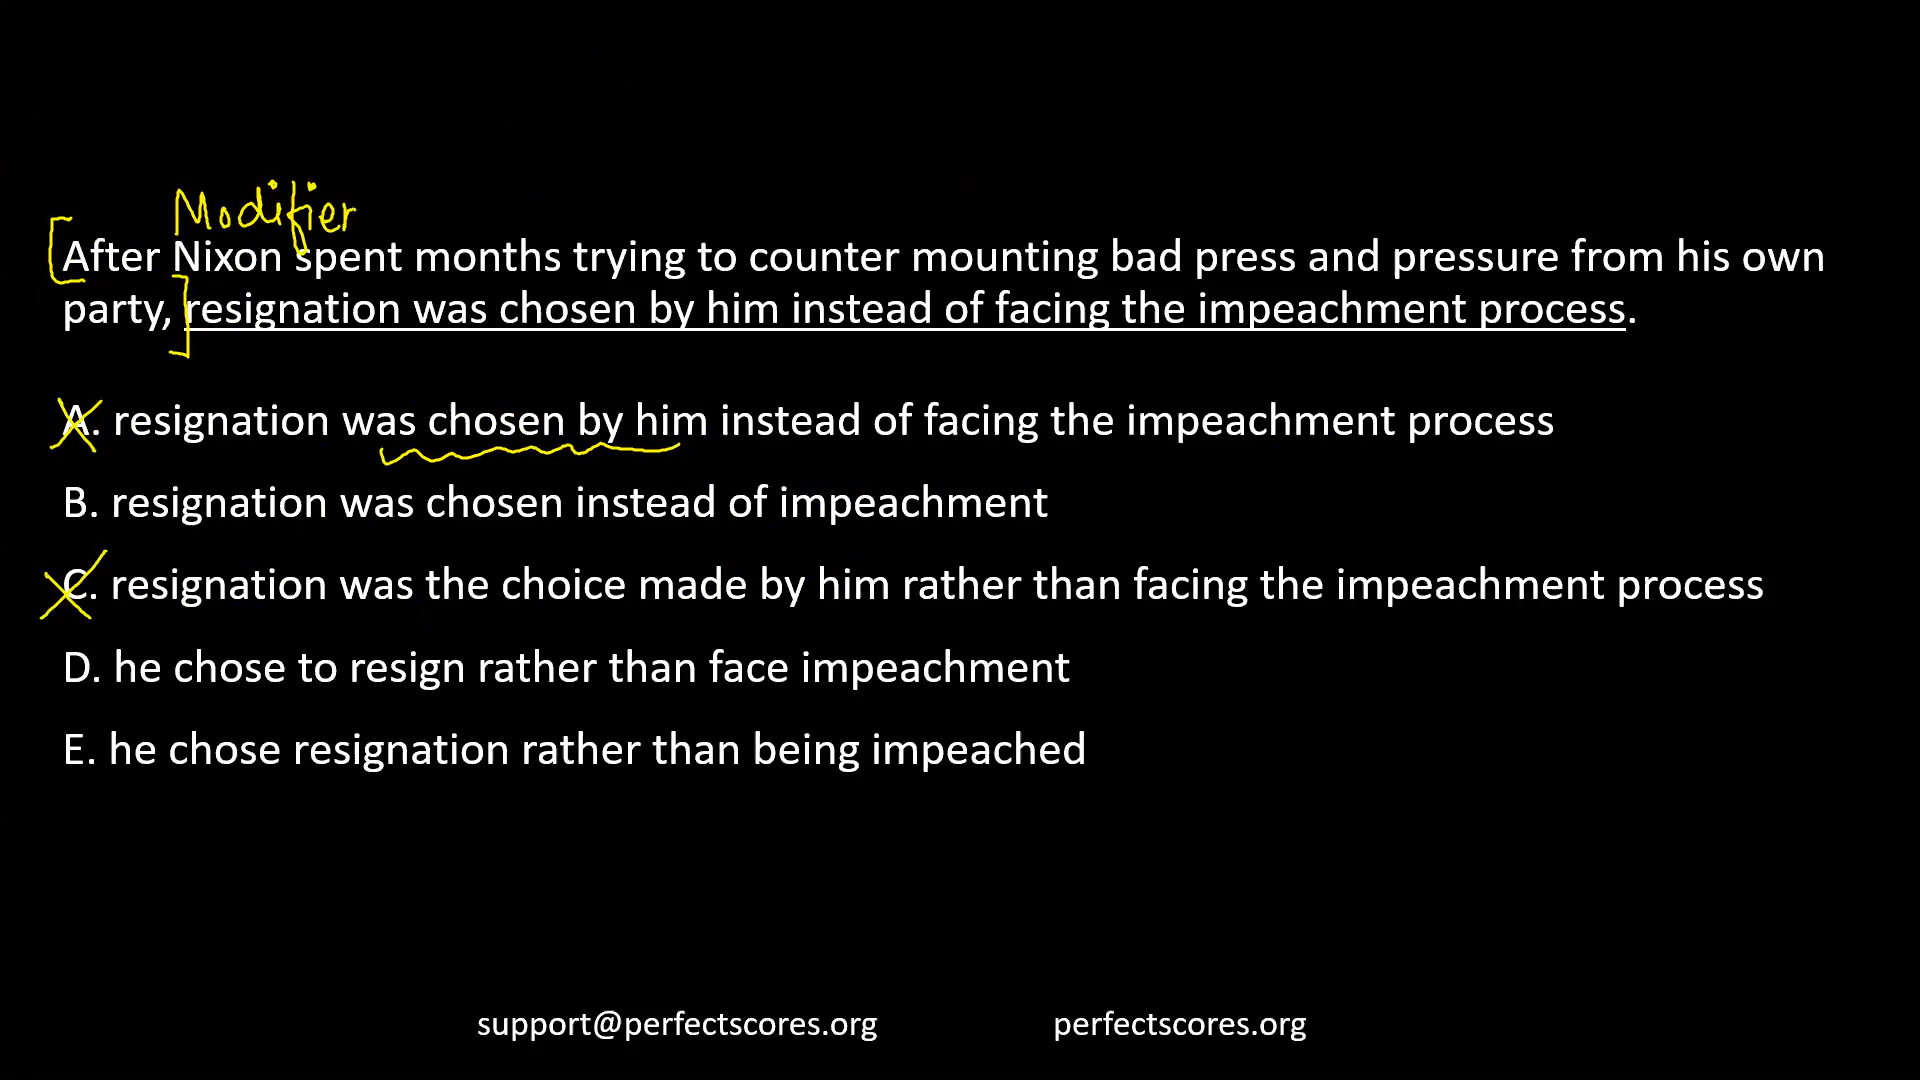 Modifier
After Nixon spent months trying to counter mounting bad press and pressure from his own
party, resignation was chosen by him instead of facing the impeachment process.
A. resignation was chosen by him instead of facing the impeachment process
B. resignation was chosen instead of impeachment
C. resignation was the choice made by him rather than facing the impeachment process
D. he chose to resign rather than face impeachment
E. he chose resignation rather than being impeached
support@perfectscores.org perfectscores.org